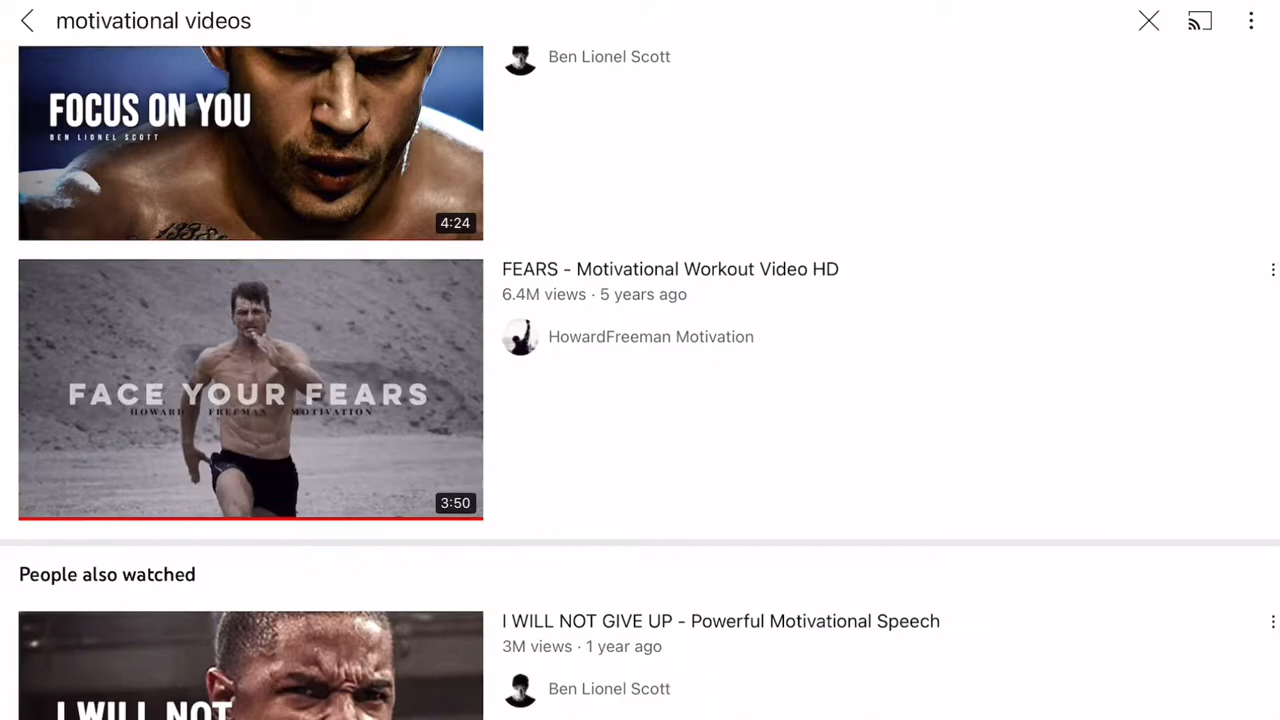 motivational videos
FOCUS ON YOU
BEN LIONEL SCOTT
4:24
Ben Lionel Scott
FACE YOUR FEARS
HOWARD FREEMAN MOTIVATION
3:50
FEARS - Motivational Workout Video HD
6.4M views · 5 years ago
HowardFreeman Motivation
People also watched
I WILL NOT
I WILL NOT GIVE UP - Powerful Motivational Speech
3M views · 1 year ago
Ben Lionel Scott